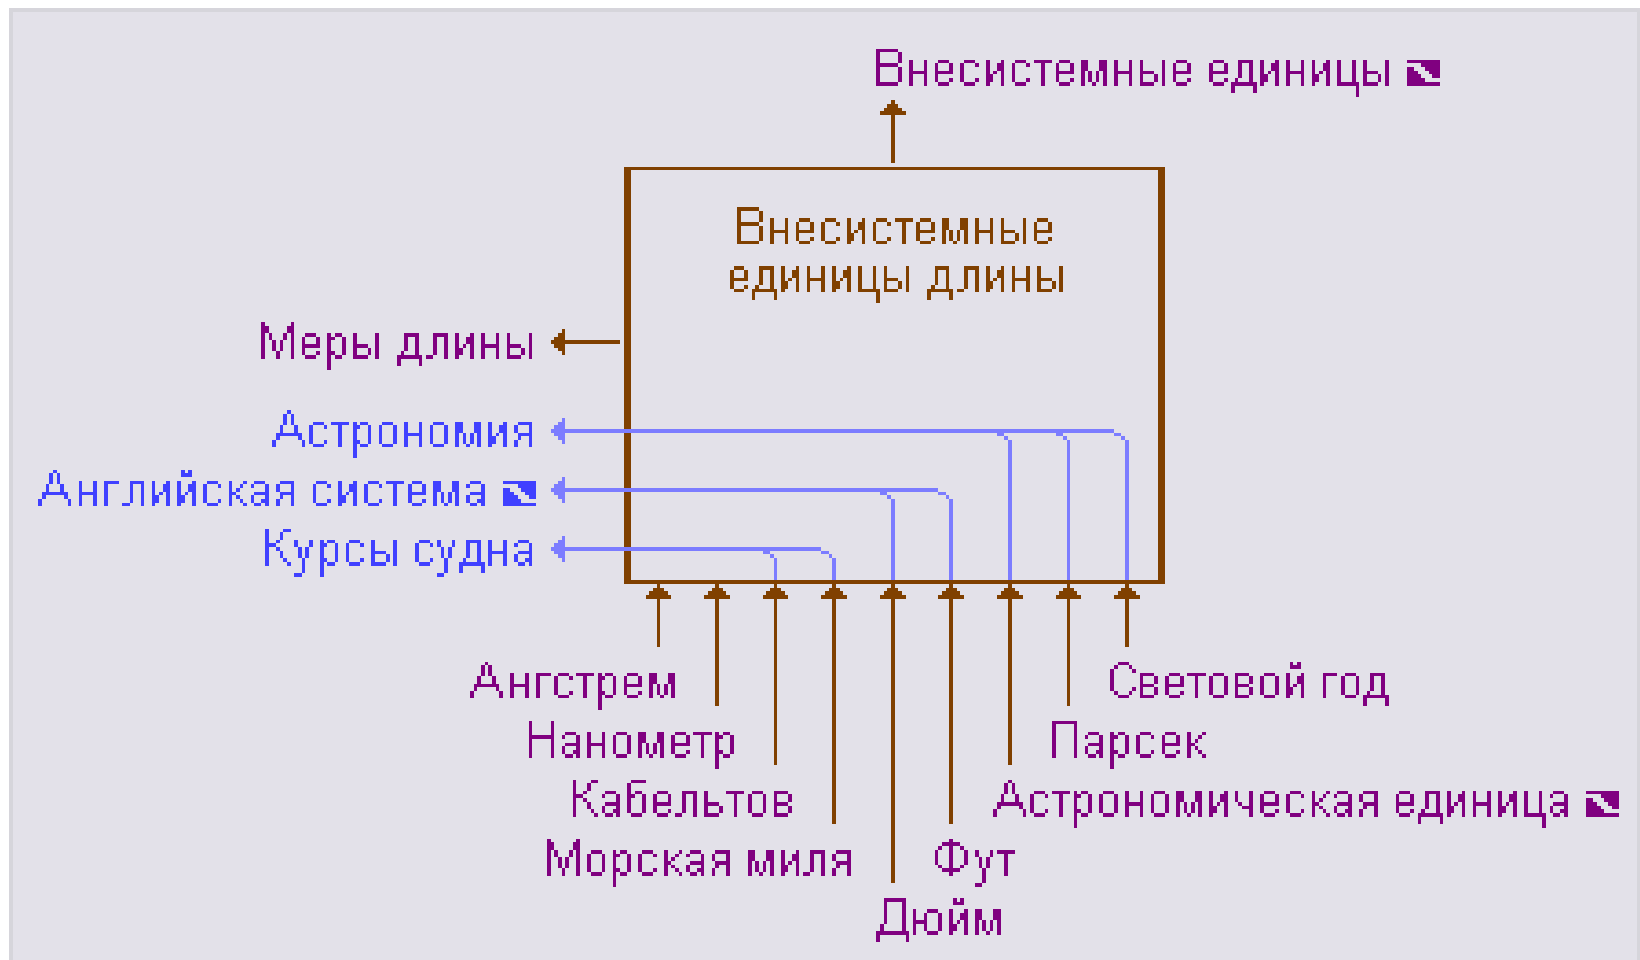 Внесистемные единицы
Внесистемные
единицы длины
Меры длины
Астрономия
Английская система
Курсы судна
Ангстрем
Световой год
Нанометр
Парсек
Кабельтов
Астрономическая единица
Морская миля
Фут
Дюйм